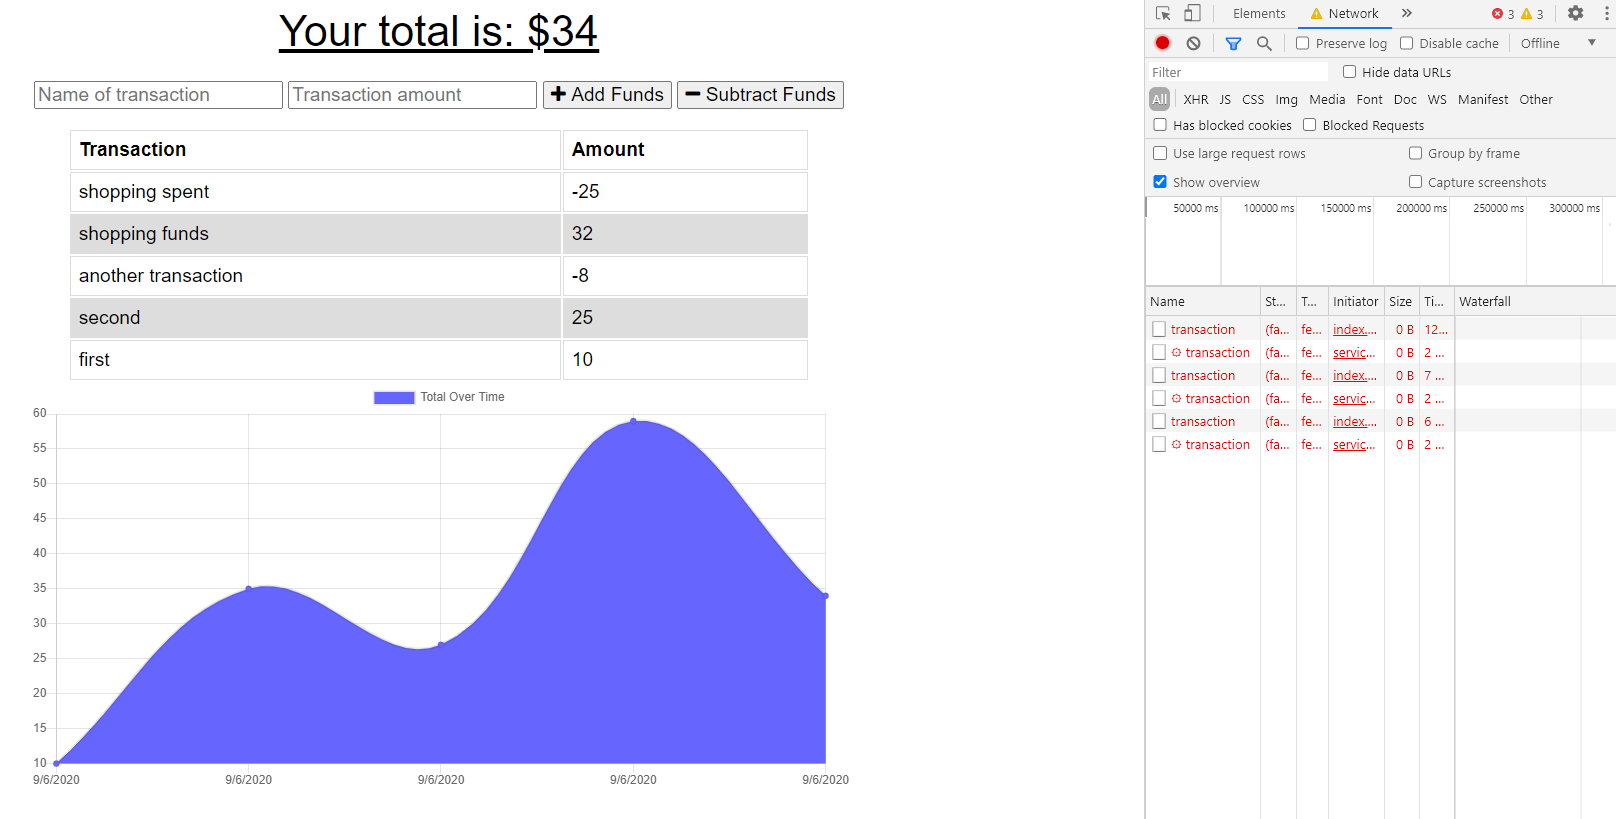 Your total is: $34
Name of transaction Transaction amount Add Funds Subtract Funds
Transaction Amount
shopping spent -25
shopping funds 32
another transaction -8
second 25
first 10
Total Over Time
60
55
50
45
40
35
30
25
20
15
10
9/6/2020 9/6/2020 9/6/2020 9/6/2020 9/6/2020
Elements Network 3 3
Preserve log Disable cache Offline
Filter Hide data URLs
All XHR JS CSS Img Media Font Doc WS Manifest Other
Has blocked cookies Blocked Requests
Use large request rows Group by frame
Show overview Capture screenshots
50000 ms 100000 ms 150000 ms 200000 ms 250000 ms 300000 ms
Name St... T... Initiator Size Ti... Waterfall
transaction (fa... fe... index.... 0 B 12...
transaction (fa... fe... servic... 0 B 2 ...
transaction (fa... fe... index.... 0 B 7 ...
transaction (fa... fe... servic... 0 B 2 ...
transaction (fa... fe... index.... 0 B 6 ...
transaction (fa... fe... servic... 0 B 2 ...